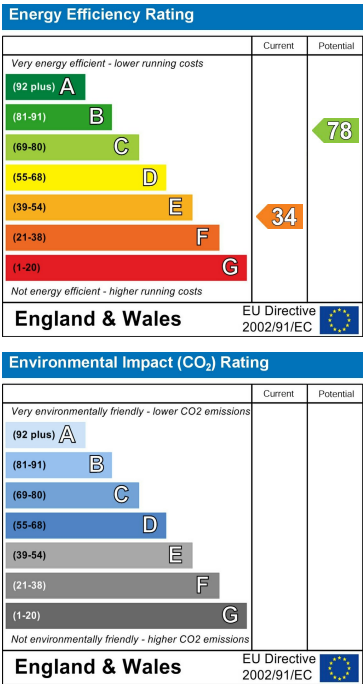 Energy Efficiency Rating
Current Potential
Very energy efficient - lower running costs
(92 plus) A
(81-91) B
(69-80) C
78
(55-68) D
(39-54) E
34
(21-38) F
(1-20) G
Not energy efficient - higher running costs
England & Wales
EU Directive
2002/91/EC
Environmental Impact (CO₂) Rating
Current Potential
Very environmentally friendly - lower CO2 emissions
(92 plus) A
(81-91) B
(69-80) C
(55-68) D
(39-54) E
(21-38) F
(1-20) G
Not environmentally friendly - higher CO2 emissions
England & Wales
EU Directive
2002/91/EC